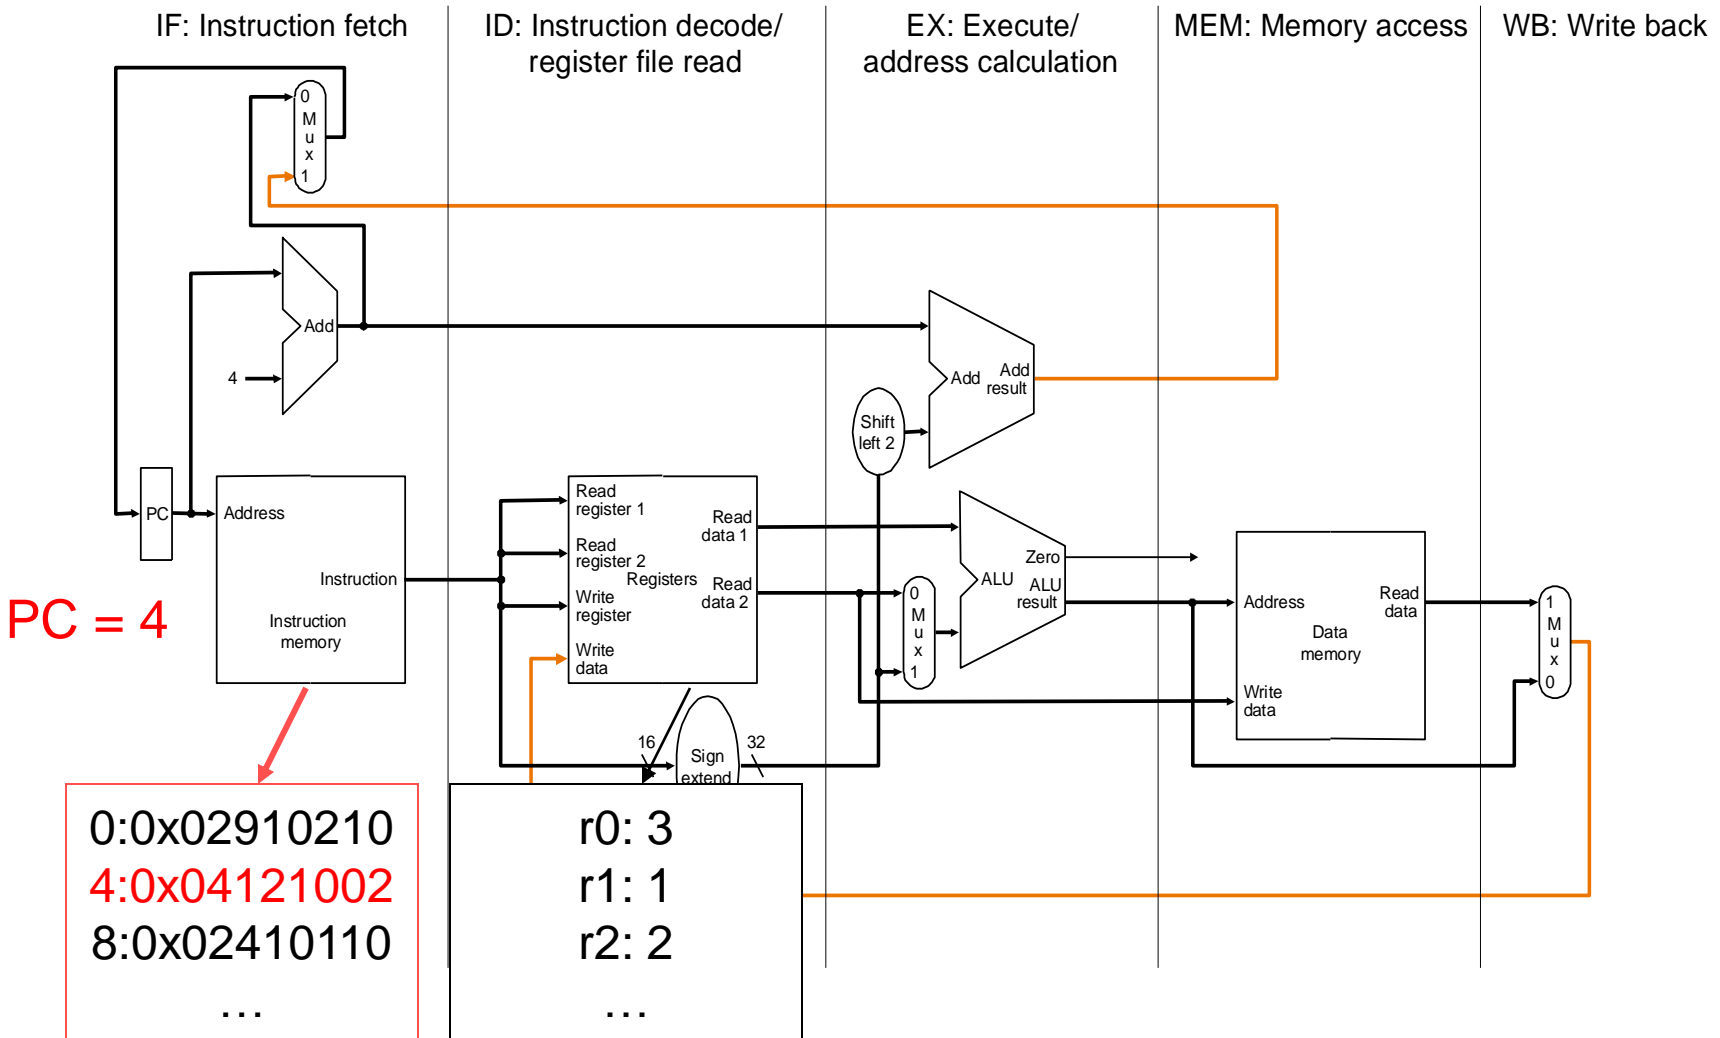 IF: Instruction fetch
ID: Instruction decode/
register file read
EX: Execute/
address calculation
MEM: Memory access
WB: Write back
0
M
u
x
1
Add
4
Add
Add
result
Shift
left 2
PC
Address
Instruction
Instruction
memory
Read
register 1
Read
register 2
Write
register
Write
data
Registers
Read
data 1
Read
data 2
0
M
u
x
1
Zero
ALU
ALU
result
Address
Read
data
Data
memory
Write
data
1
M
u
x
0
16
Sign
extend
32
PC = 4
0:0x02910210
4:0x04121002
8:0x02410110
…
r0: 3
r1: 1
r2: 2
…